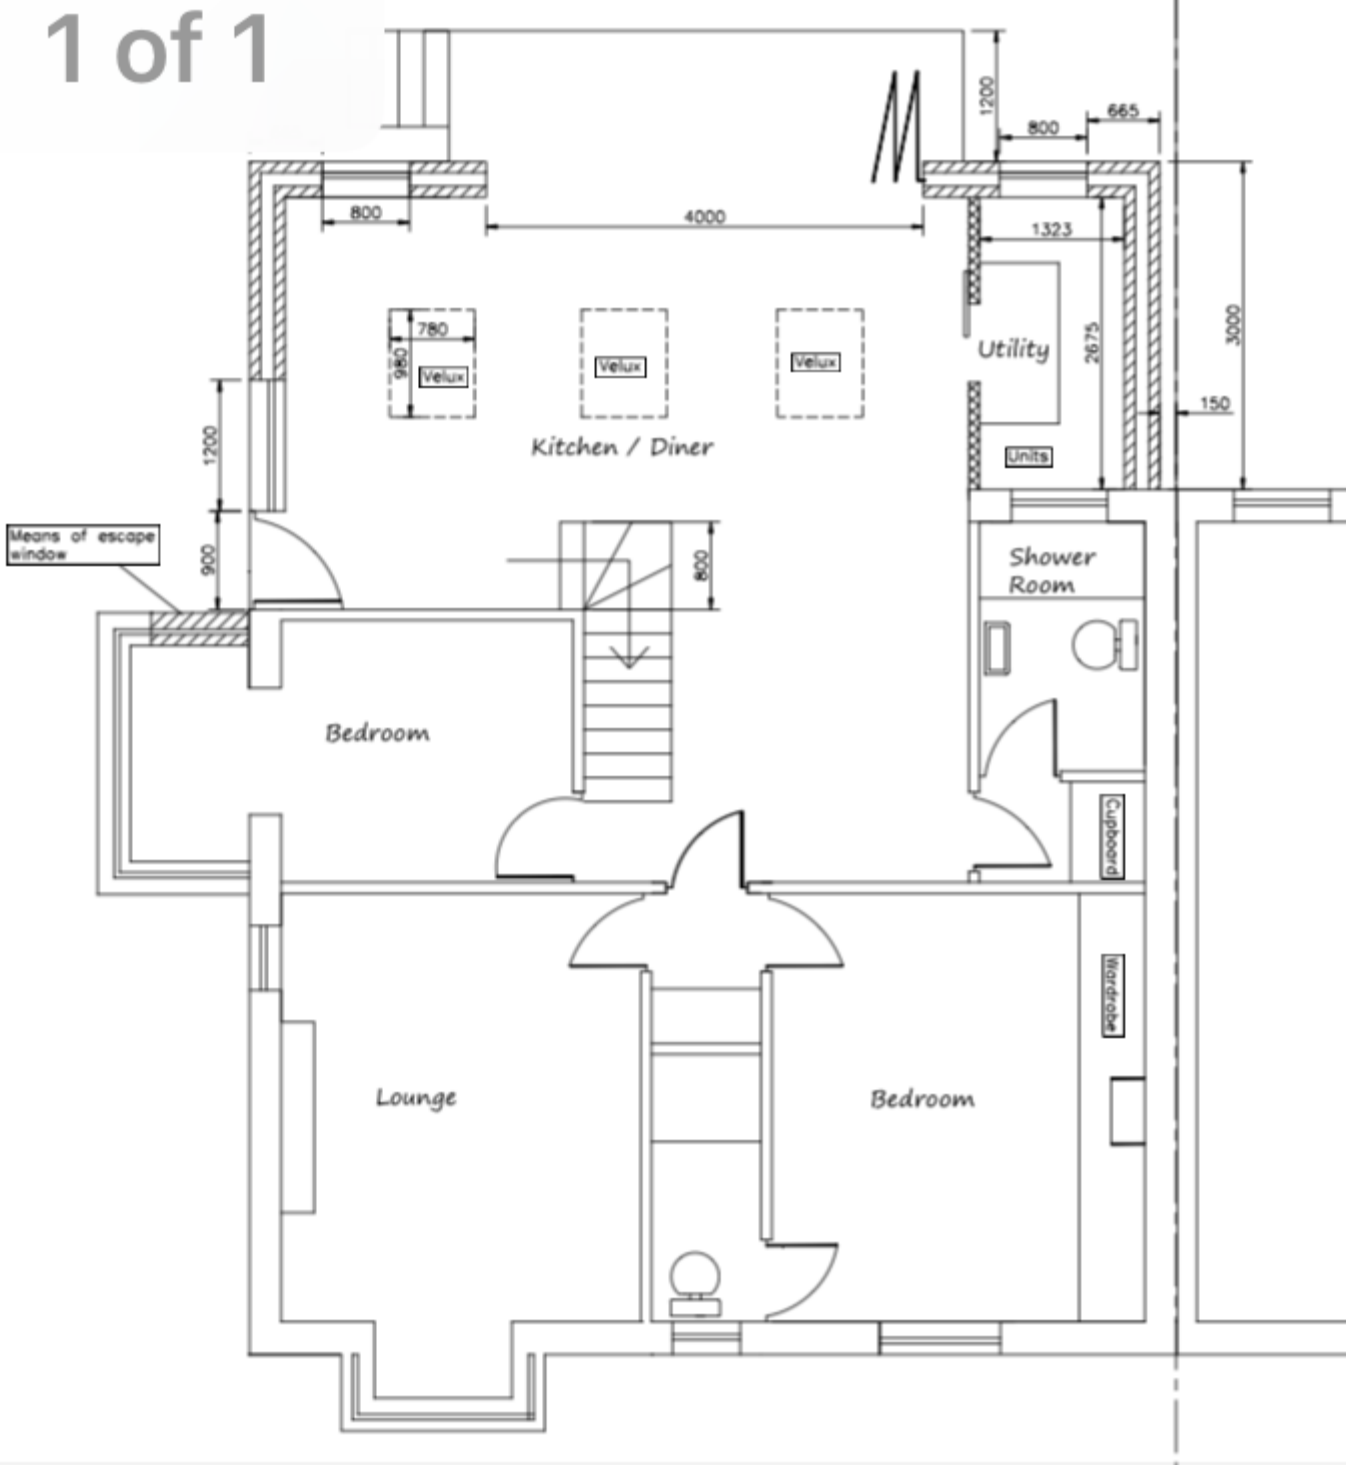 1 of 1
1200
665
800
800
4000
1323
3000
780
980
Velux
Velux
Velux
Utility
2675
150
1200
Kitchen / Diner
Units
Means of escape
window
900
800
Shower
Room
Bedroom
Cupboard
Wardrobe
Lounge
Bedroom